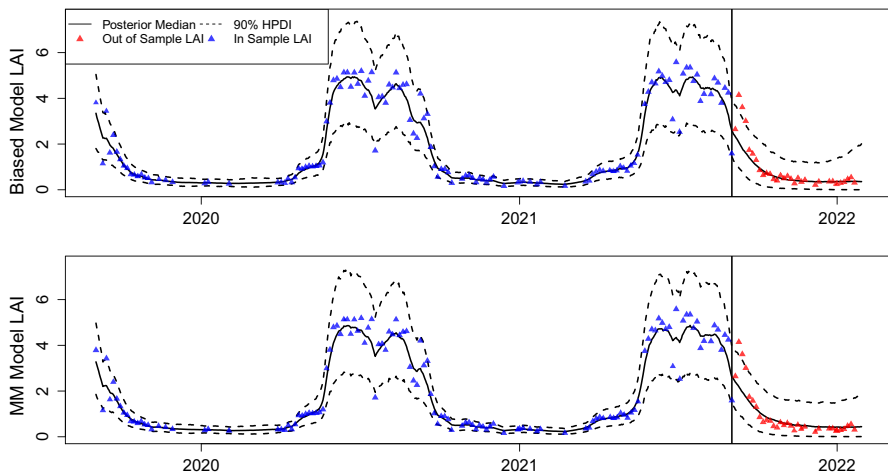 Posterior Median
90% HPDI
Out of Sample LAI
In Sample LAI
Biased Model LAI
6
4
2
0
2020
2021
2022
MM Model LAI
6
4
2
0
2020
2021
2022